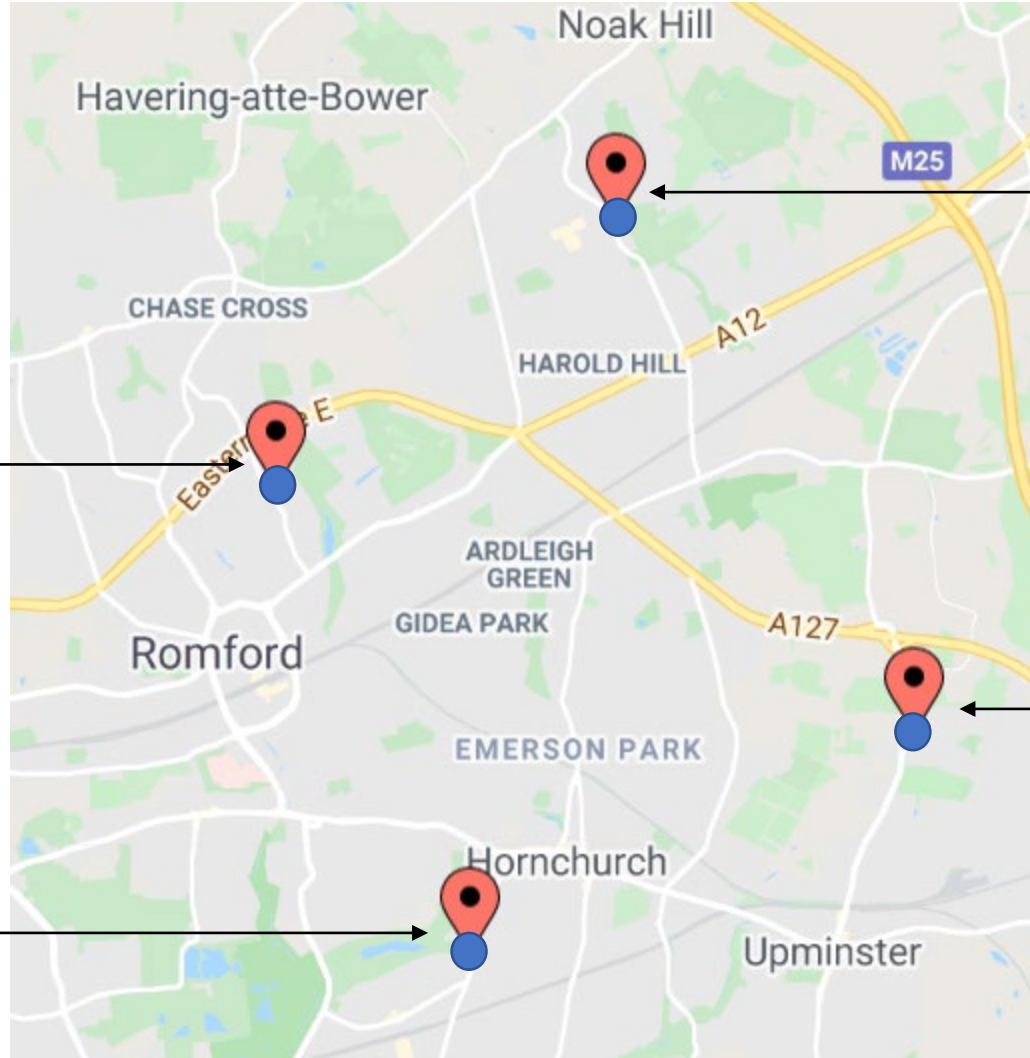 Noak Hill
Havering-atte-Bower
M25
CHASE CROSS
A12
HAROLD HILL
E
ARDLEIGH
GREEN
GIDEA PARK
A127
Romford
EMERSON PARK
Hornchurch
Upminster